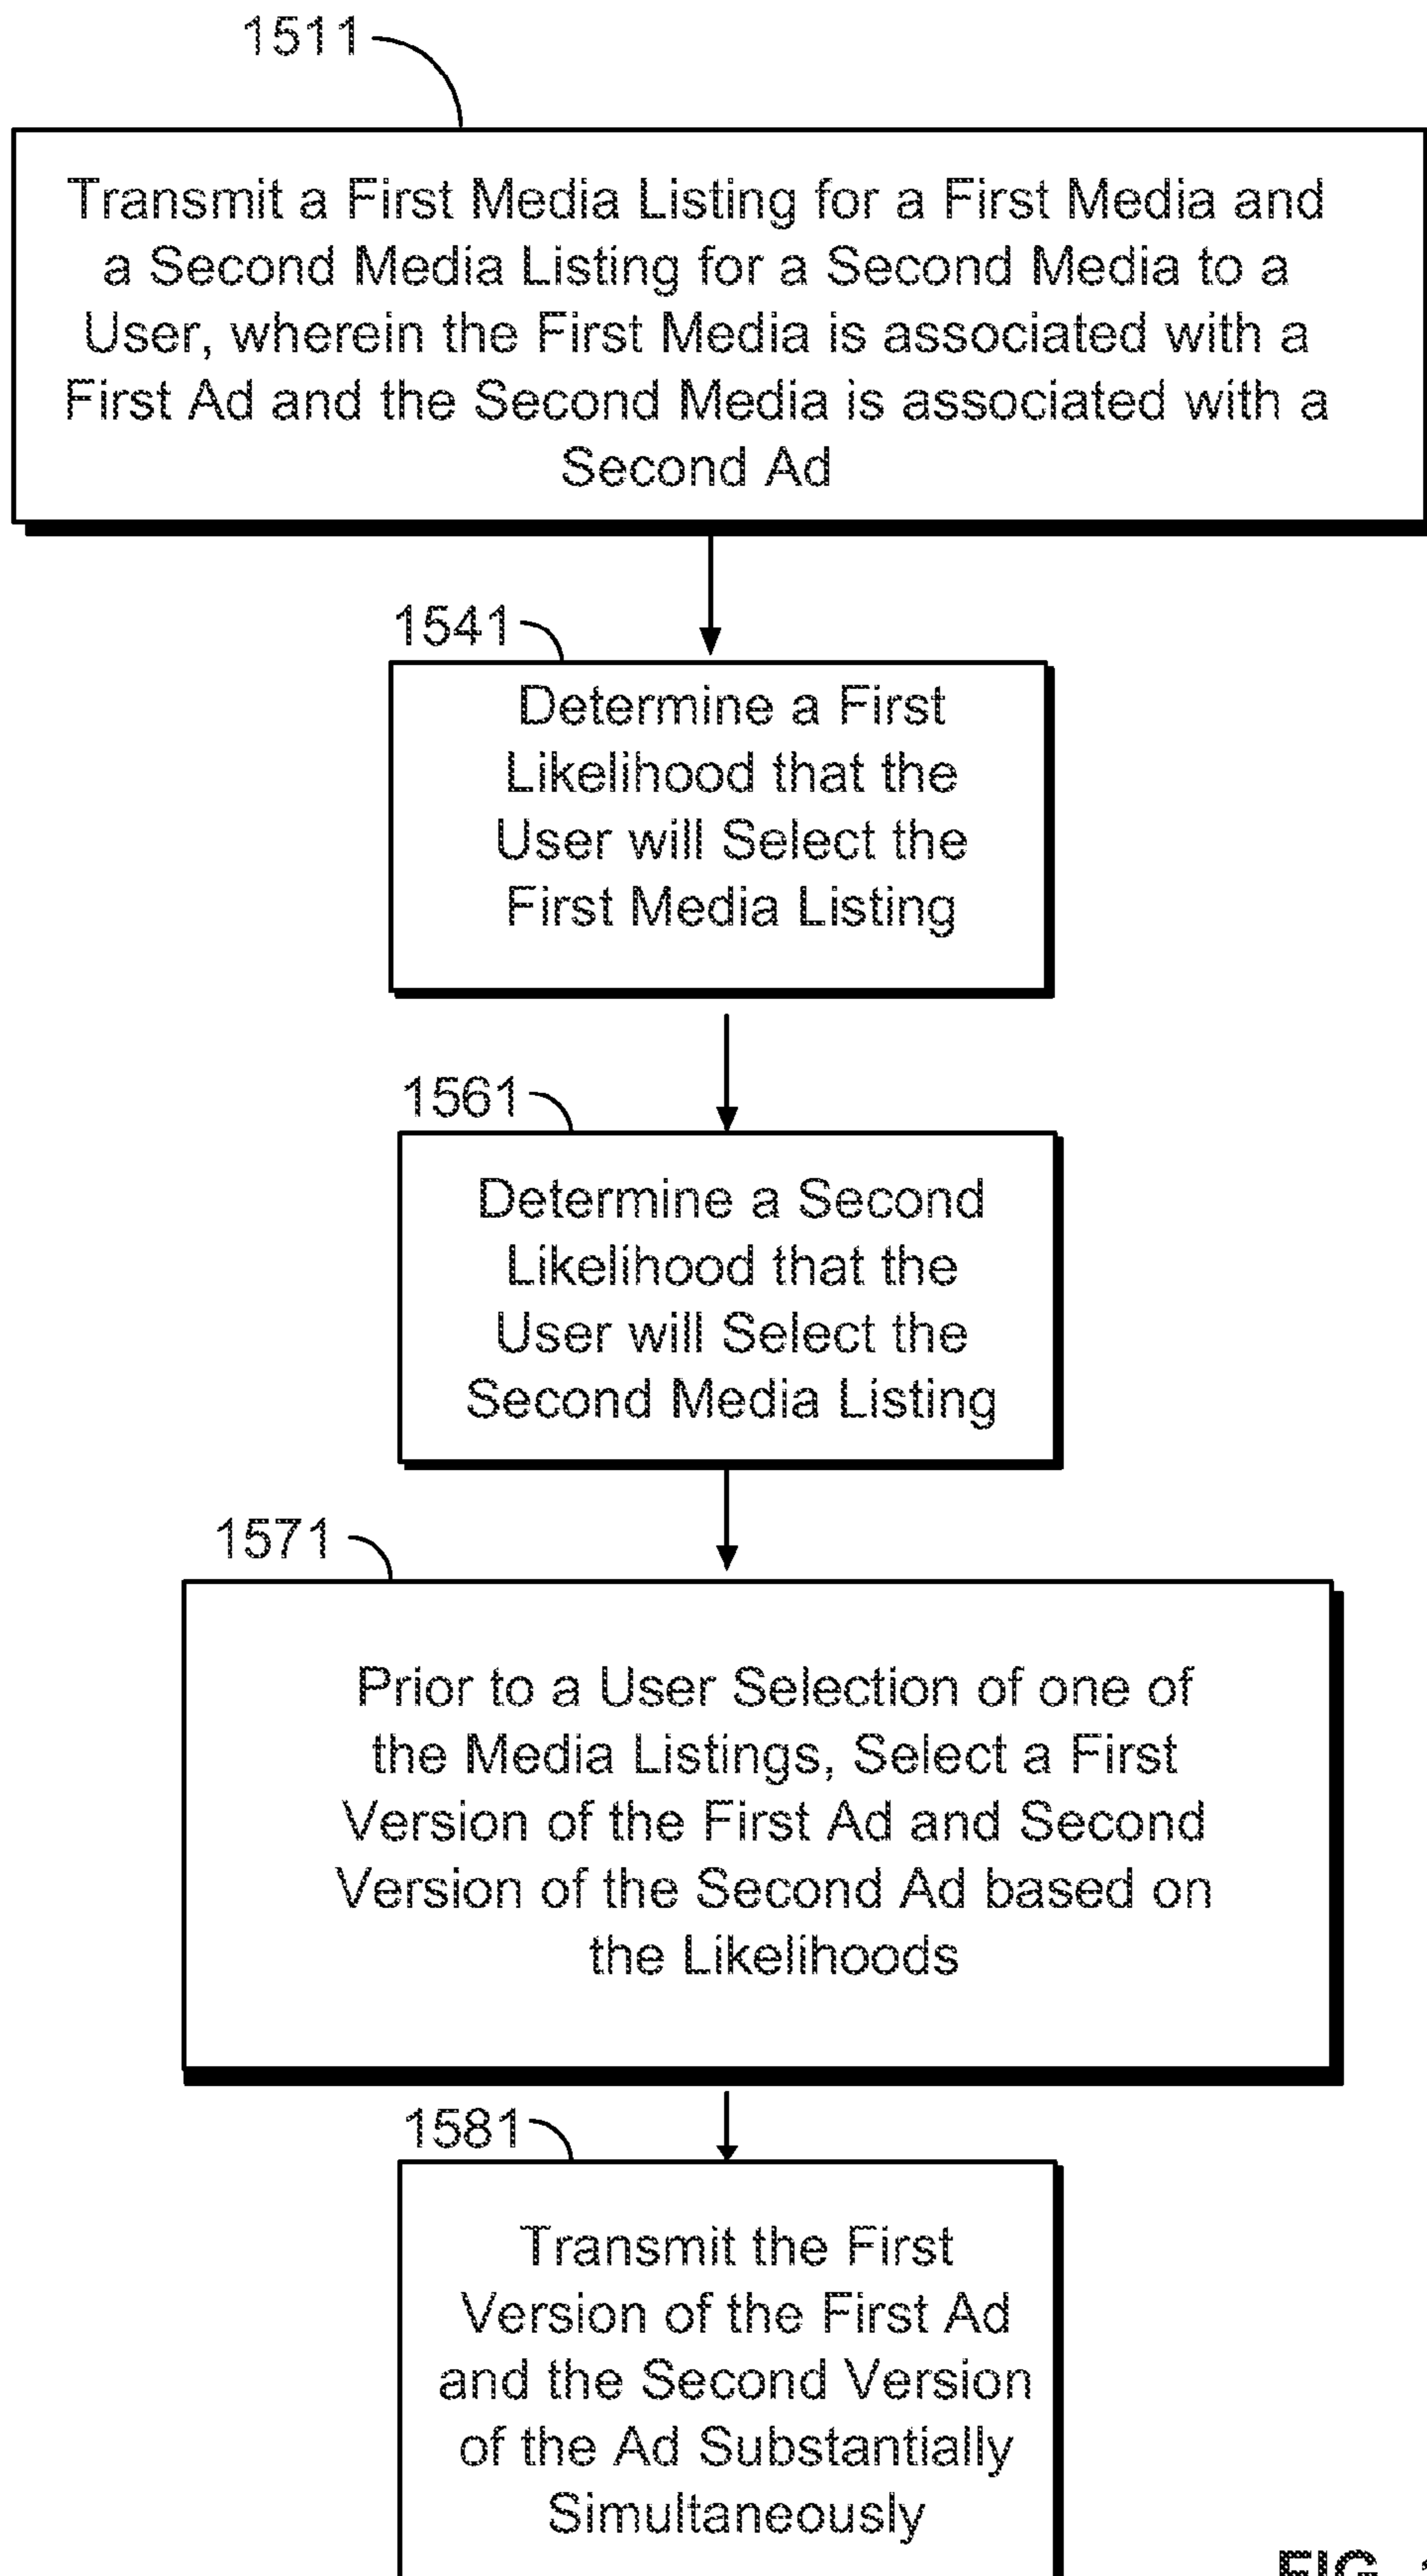 1511
Transmit a First Media Listing for a First Media and
a Second Media Listing for a Second Media to a
User, wherein the First Media is associated with a
First Ad and the Second Media is associated with a
Second Ad
1541
Determine a First
Likelihood that the
User will Select the
First Media Listing
1561
Determine a Second
Likelihood that the
User will Select the
Second Media Listing
1571
Prior to a User Selection of one of
the Media Listings, Select a First
Version of the First Ad and Second
Version of the Second Ad based on
the Likelihoods
1581
Transmit the First
Version of the First Ad
and the Second Version
of the Ad Substantially
Simultaneously
FIG.